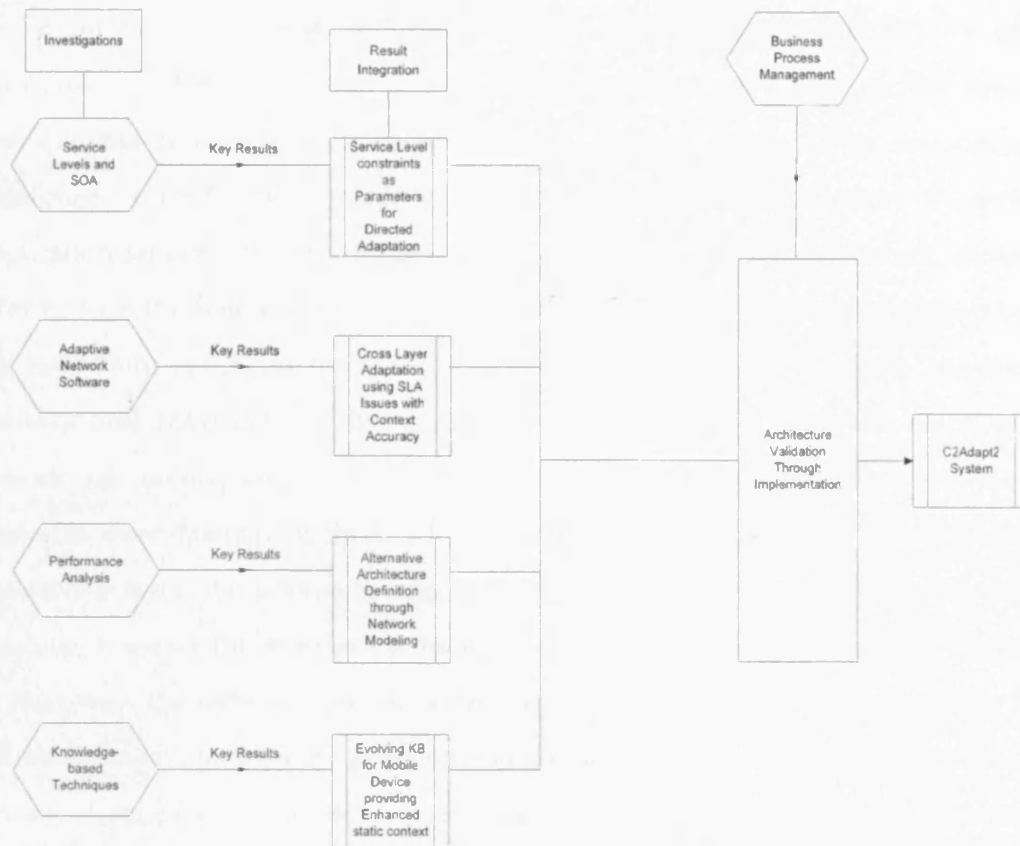 Investigations
Result
Integration
Business
Process
Management
Service
Levels and
SOA
Key Results
Service Level
constraints
as
Parameters
for
Directed
Adaptation
Adaptive
Network
Software
Key Results
Cross Layer
Adaptation
using SLA
Issues with
Context
Accuracy
Architecture
Validation
Through
Implementation
C2Adapt2
System
Performance
Analysis
Key Results
Alternative
Architecture
Definition
through
Network
Modeling
Knowledge-
based
Techniques
Key Results
Evolving KB
for Mobile
Device
providing
Enhanced
static context